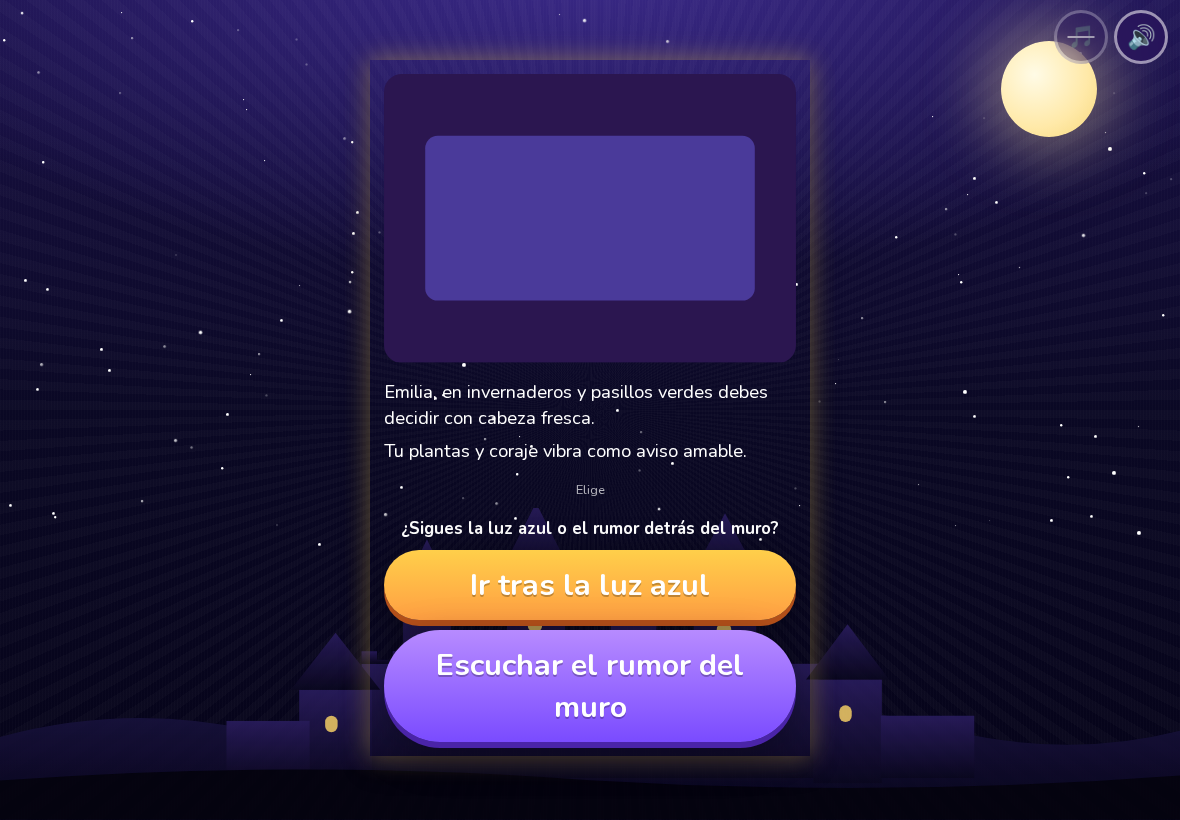 Emilia, en invernaderos y pasillos verdes debes
decidir con cabeza fresca.
Tu plantas y coraje vibra como aviso amable.
Elige
¿Sigues la luz azul o el rumor detrás del muro?
Ir tras la luz azul
Escuchar el rumor del
muro